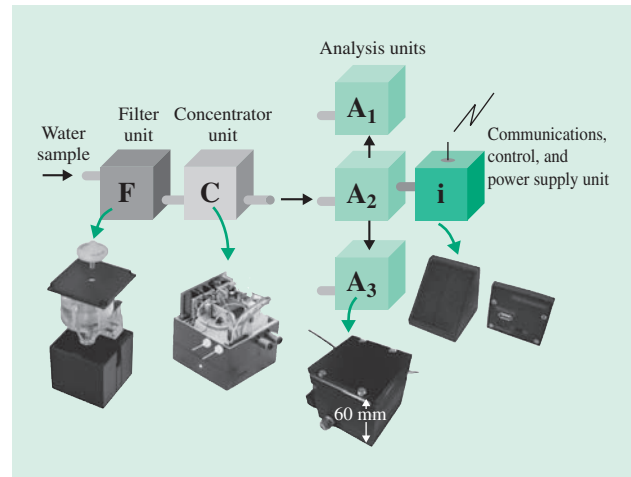 Analysis units
A1
Filter
unit
Concentrator
unit
Water
sample
Communications,
control, and
power supply unit
F
C
A2
i
A3
60 mm